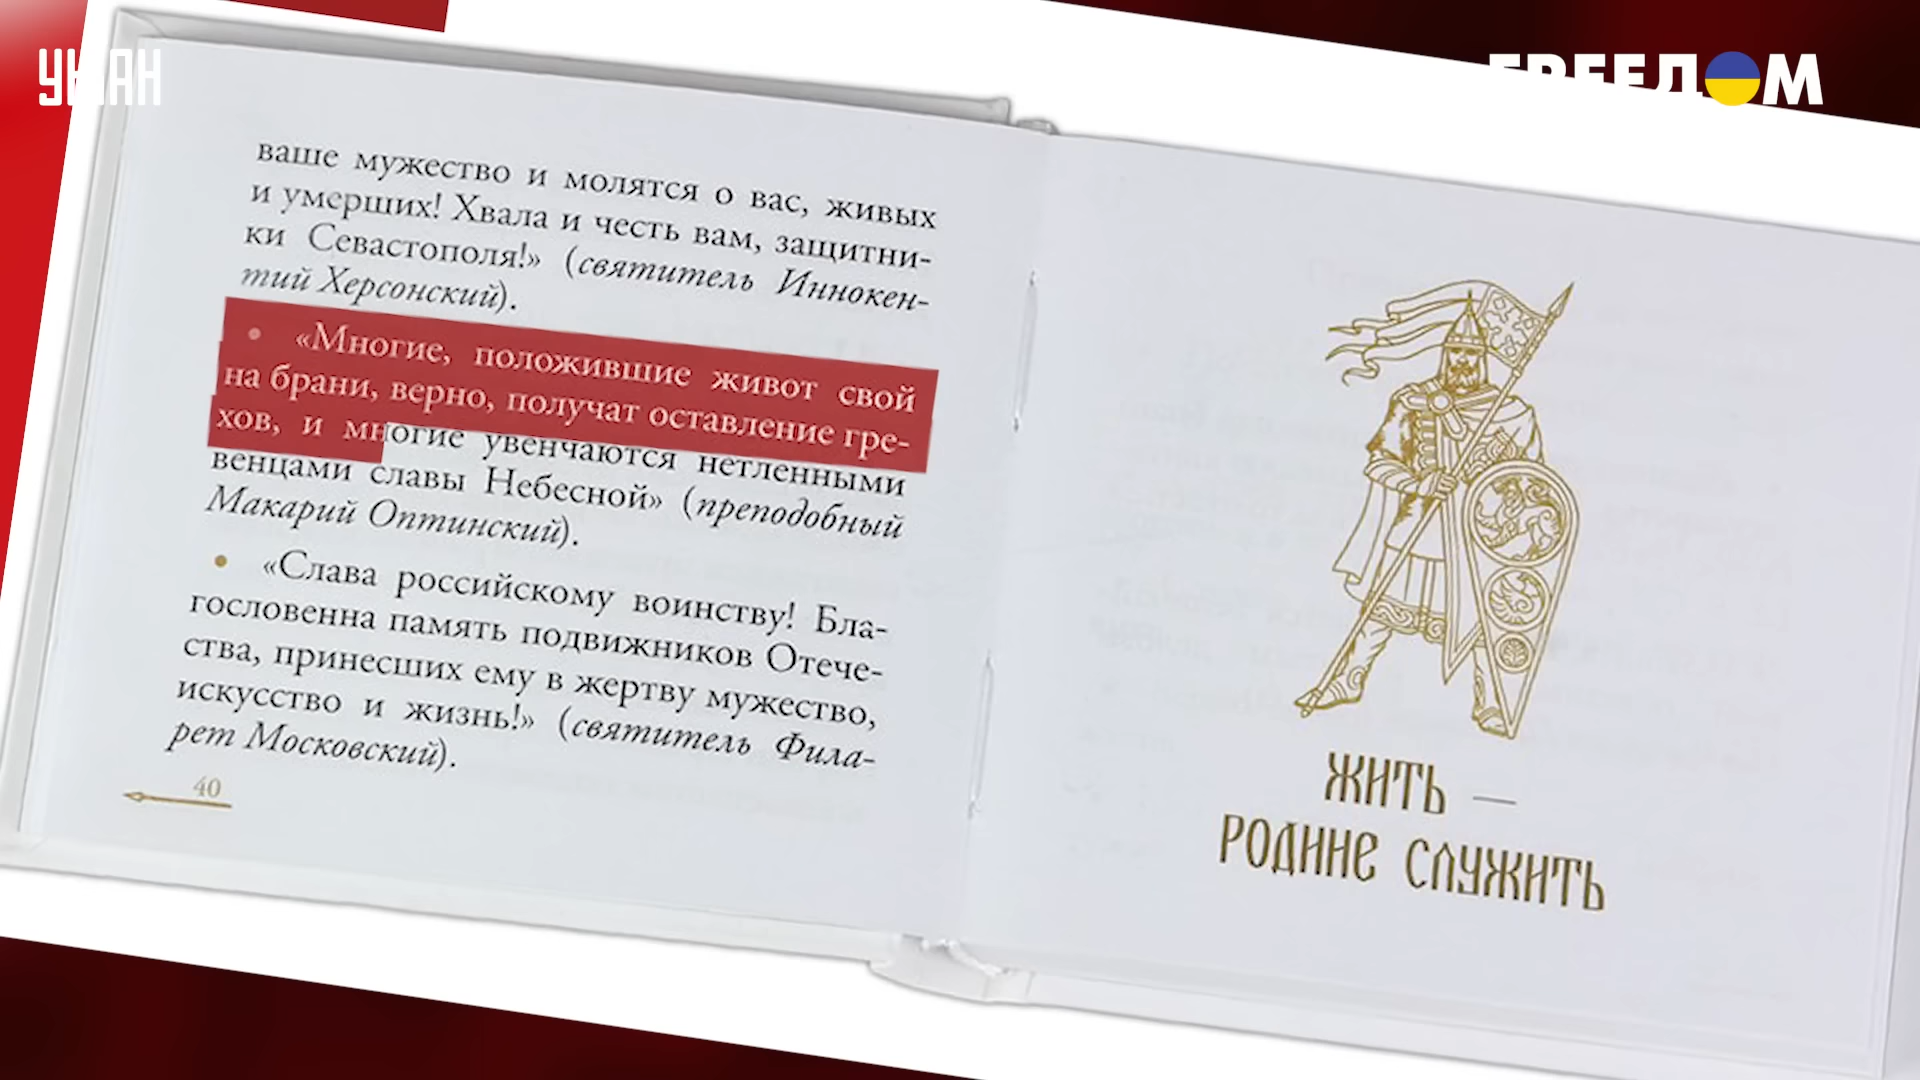 УНІАН
FREEДОМ
ваше мужество и молятся о вас, живых
и умерших! Хвала и честь вам, защитни-
ки Севастополя!» (святитель Иннокен-
тий Херсонский).
• «Многие, положившие живот свой
на брани, верно, получат оставление гре-
хов, и многие увенчаются нетленными
венцами славы Небесной» (преподобный
Макарий Оптинский).
• «Слава российскому воинству! Бла-
гословенна память подвижников Отече-
ства, принесших ему в жертву мужество,
искусство и жизнь!» (святитель Фила-
рет Московский).
40
ЖИТЬ —
РОДИНЕ СЛУЖИТЬ